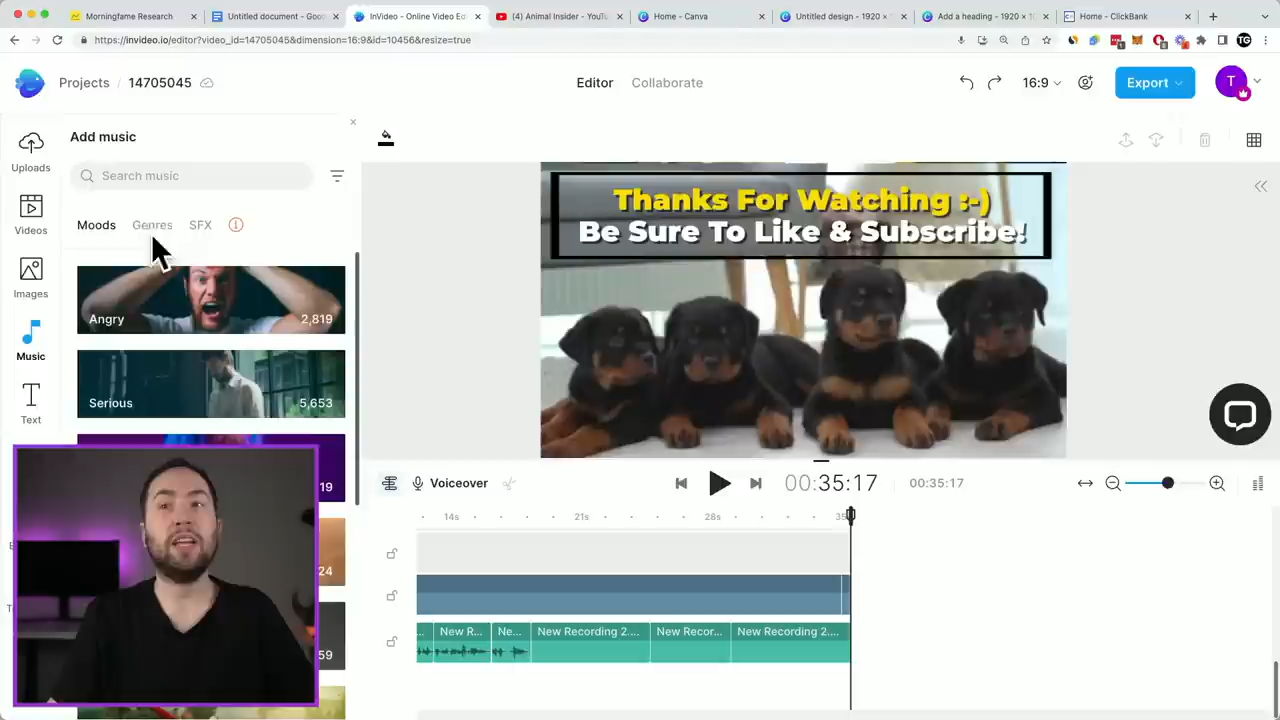 Morningfame Research
Untitled document - Goo
InVideo - Online Video Ed
(4) Animal Insider - YouTu
Home - Canva
Untitled design - 1920 ×
Add a heading - 1920 × 10
Home - ClickBank
https://invideo.io/editor?video_id=14705045&dimension=16:9&id=10456&resize=true
TG
Projects / 14705045
Editor
Collaborate
16:9
Export
T
Add music
Uploads
Search music
Moods
Genres
SFX
Videos
Images
Music
Text
Angry
2,819
Serious
5,653
19
24
59
Thanks For Watching :-)
Be Sure To Like & Subscribe!
Voiceover
00:35:17
00:35:17
14s
21s
28s
35
New R...
Ne...
New Recording 2....
New Recor...
New Recording 2....